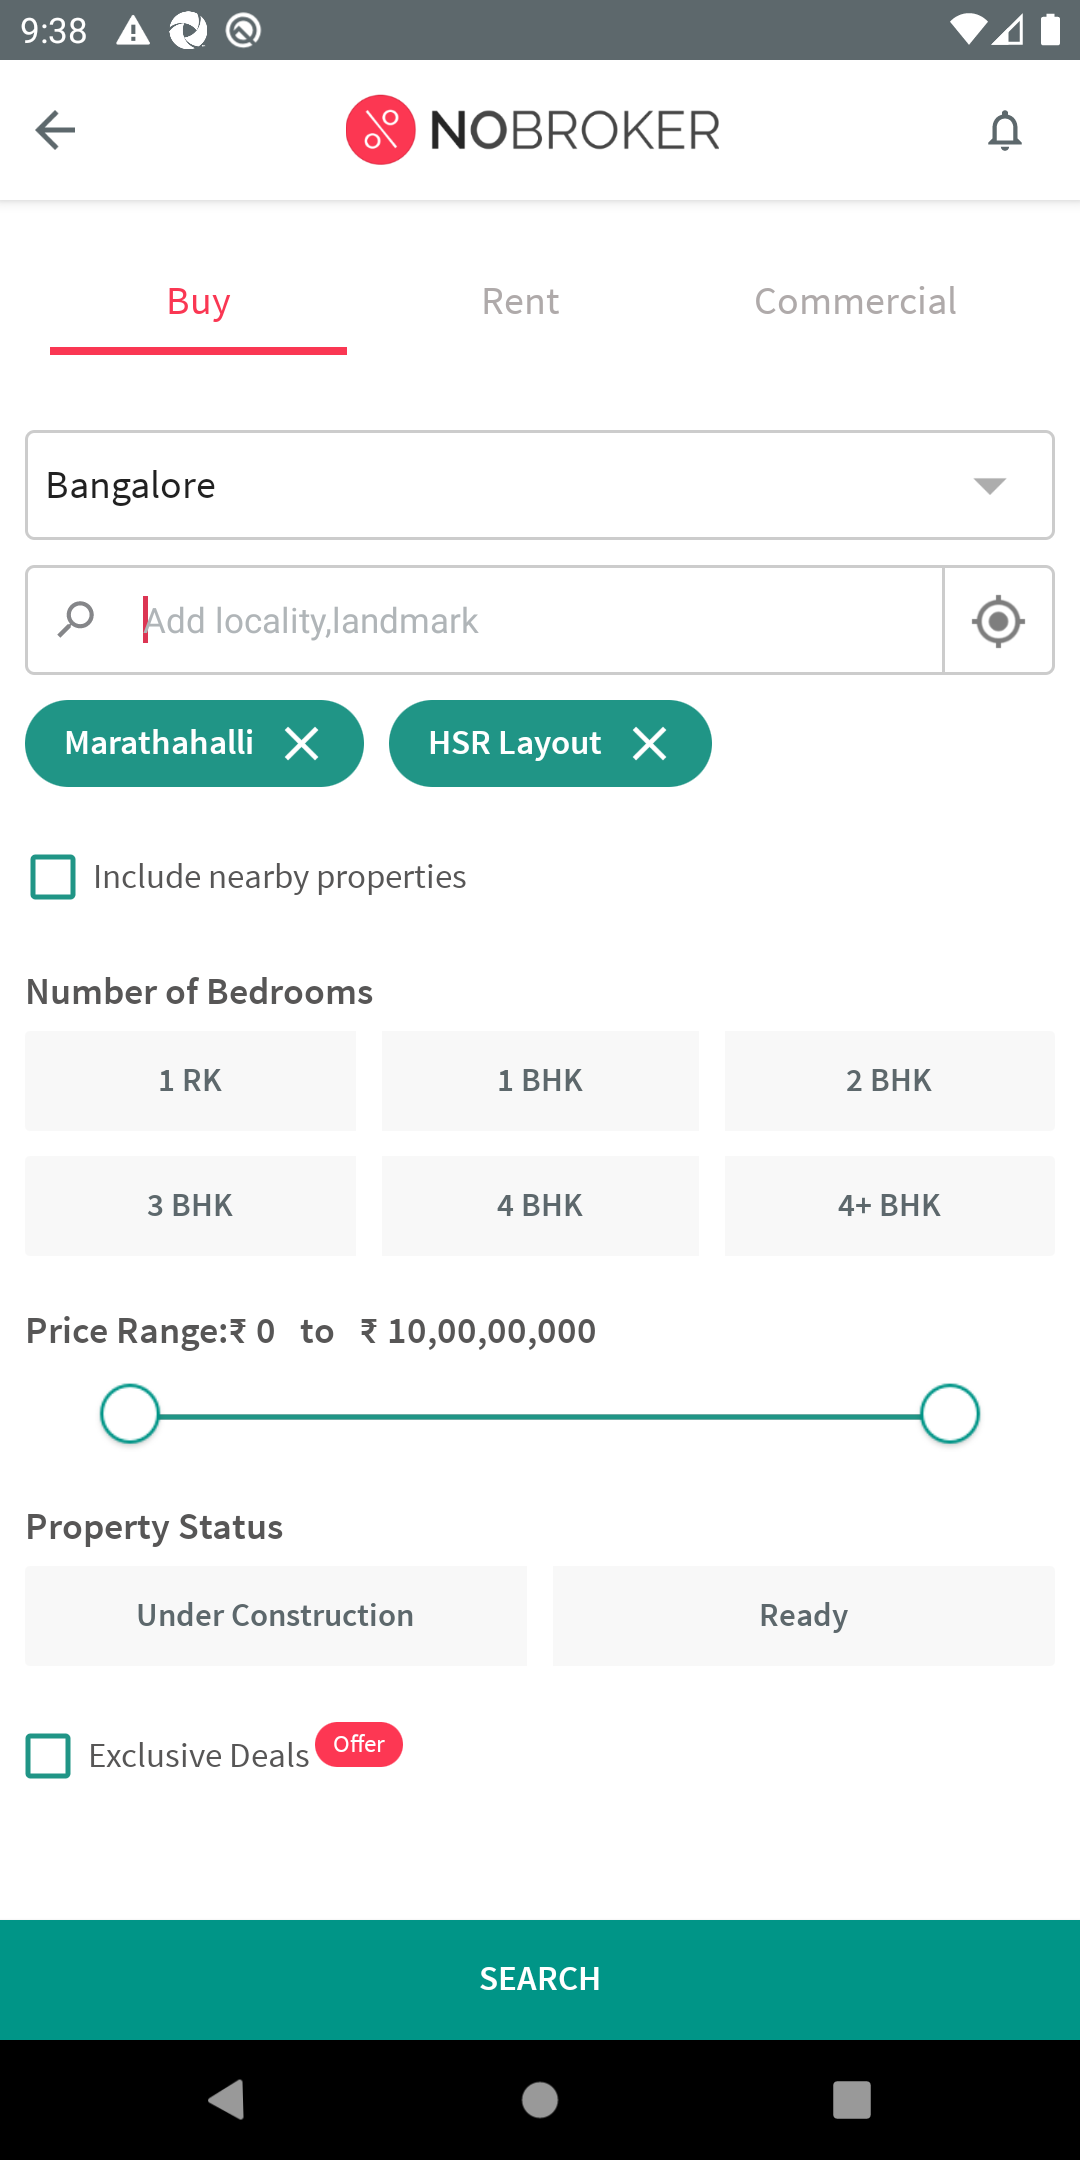 9:38
NOBROKER
Buy Rent Commercial
Bangalore
Add locality,landmark
Marathahalli HSR Layout
Include nearby properties
Number of Bedrooms
1 RK 1 BHK 2 BHK
3 BHK 4 BHK 4+ BHK
Price Range:₹ 0 to ₹ 10,00,00,000
Property Status
Under Construction Ready
Exclusive Deals Offer
SEARCH